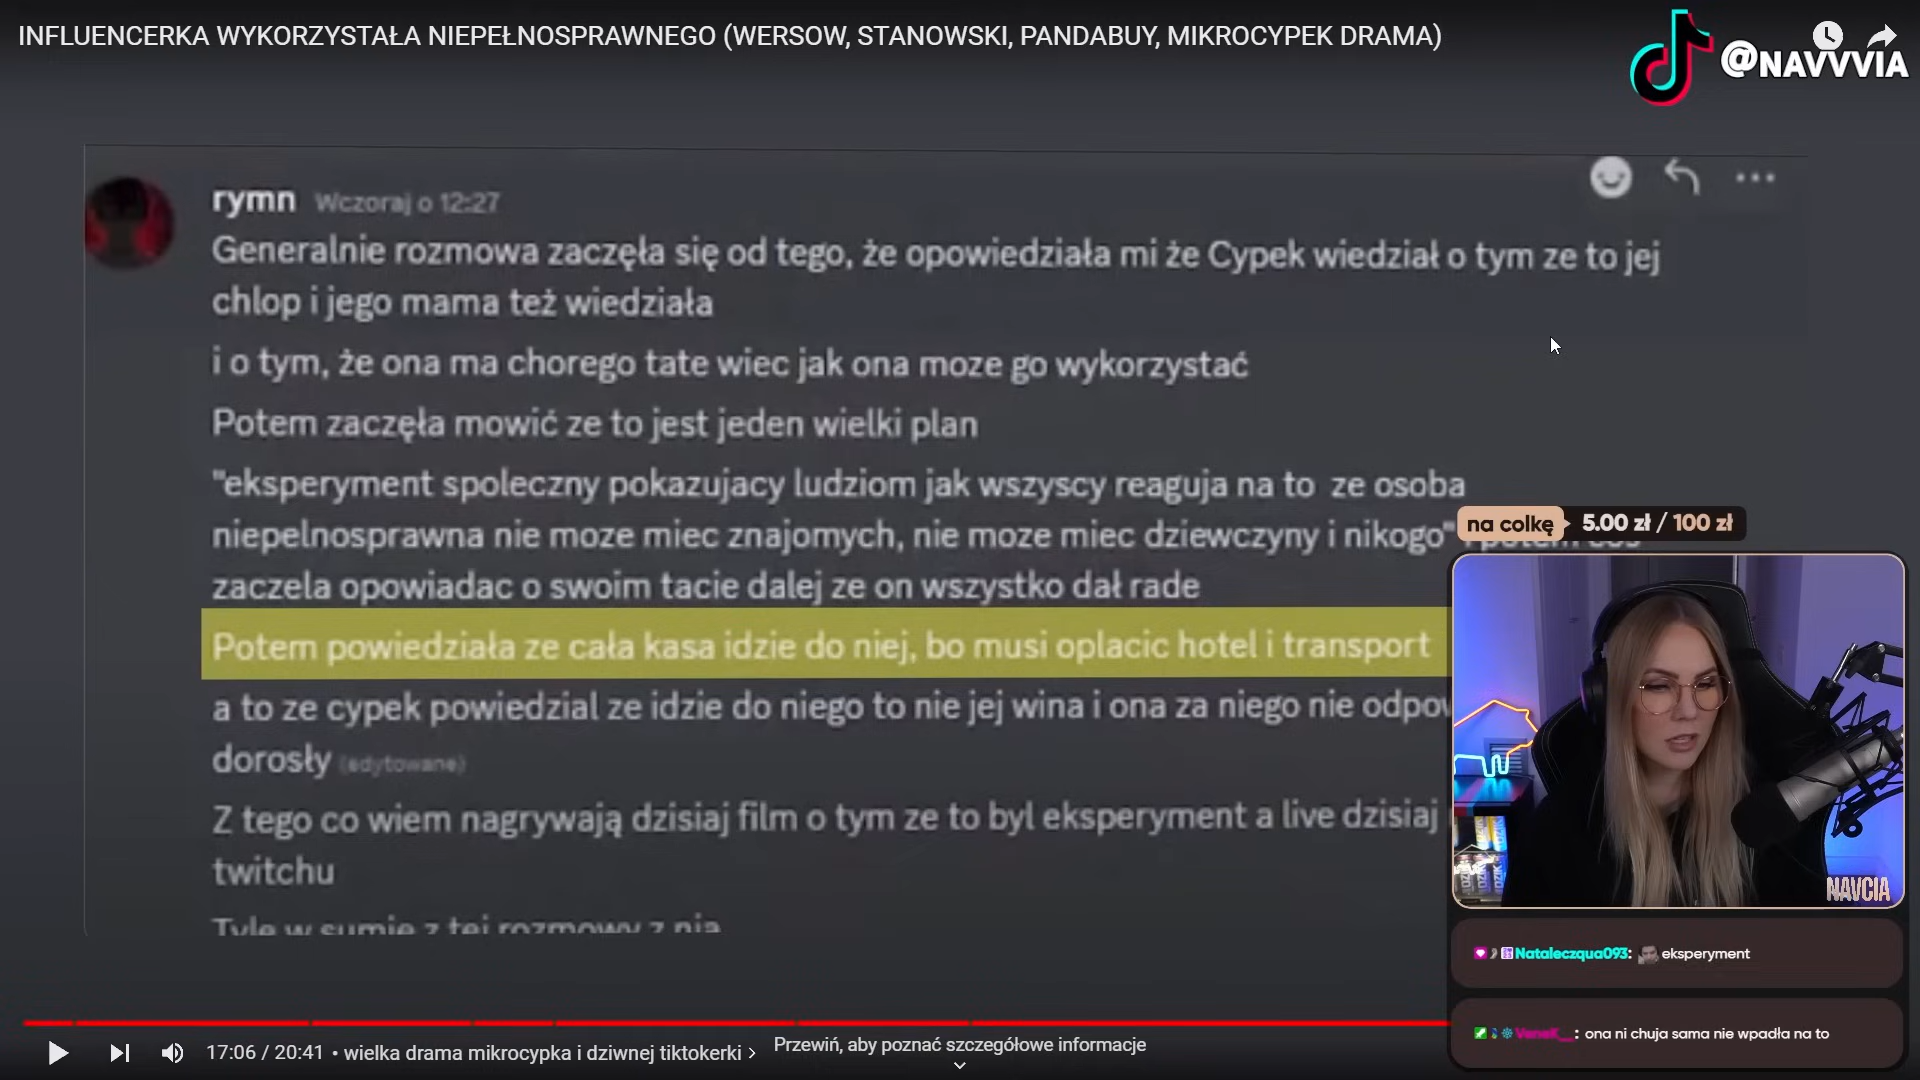 INFLUENCERKA WYKORZYSTAŁA NIEPEŁNOSPRAWNEGO (WERSOW, STANOWSKI, PANDABUY, MIKROCYPEK DRAMA)
@NAVVVIA
rymn Wczoraj o 12:27
Generalnie rozmowa zaczęła się od tego, że opowiedziała mi że Cypek wiedział o tym ze to jej
chlop i jego mama też wiedziała
i o tym, że ona ma chorego tate wiec jak ona moze go wykorzystać
Potem zaczęła mowić ze to jest jeden wielki plan
"eksperyment spoleczny pokazujacy ludziom jak wszyscy reaguja na to ze osoba
niepelnosprawna nie moze miec znajomych, nie moze miec dziewczyny i nikogo"
zaczela opowiadac o swoim tacie dalej ze on wszystko dał rade
Potem powiedziała ze cała kasa idzie do niej, bo musi oplacic hotel i transport
a to ze cypek powiedzial ze idzie do niego to nie jej wina i ona za niego nie
dorosły (edytowane)
Z tego co wiem nagrywają dzisiaj film o tym ze to byl eksperyment a live dzisiaj
twitchu
Tyle w sumie z tej rozmowy z nią
na colkę 5.00 zł / 100 zł
NAVCIA
Nataleczqua093: eksperyment
VeneK__: ona ni chuja sama nie wpadła na to
17:06 / 20:41 • wielka drama mikrocypka i dziwnej tiktokerki >
Przewiń, aby poznać szczegółowe informacje